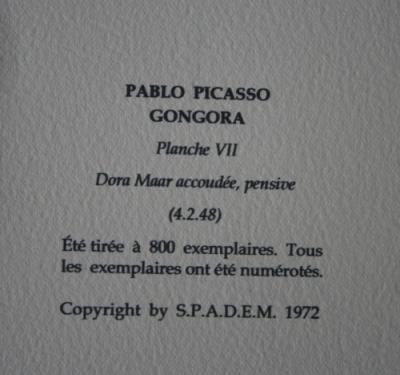 PABLO PICASSO
GONGORA
Planche VII
Dora Maar accoudée, pensive
(4.2.48)
Été tirée à 800 exemplaires. Tous
les exemplaires ont été numérotés.
Copyright by S.P.A.D.E.M. 1972